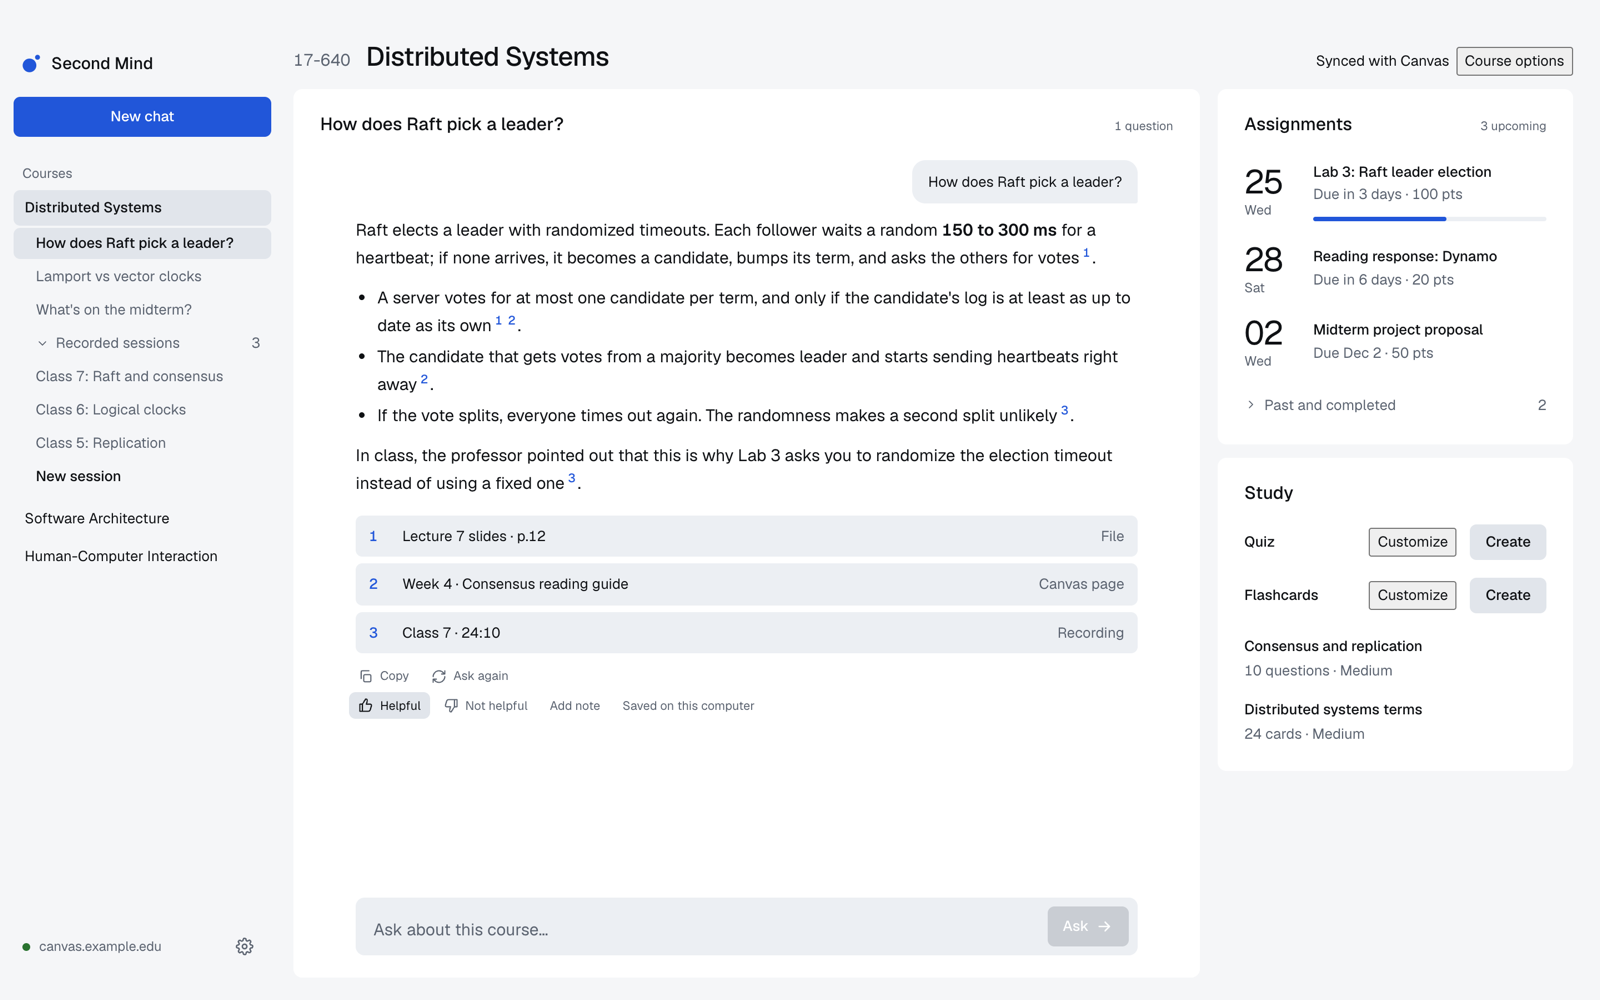 Second Mind
New chat
Courses
Distributed Systems
How does Raft pick a leader?
Lamport vs vector clocks
What's on the midterm?
Recorded sessions 3
Class 7: Raft and consensus
Class 6: Logical clocks
Class 5: Replication
New session
Software Architecture
Human-Computer Interaction
canvas.example.edu
17-640 Distributed Systems
Synced with Canvas Course options
How does Raft pick a leader? 1 question
How does Raft pick a leader?
Raft elects a leader with randomized timeouts. Each follower waits a random 150 to 300 ms for a
heartbeat; if none arrives, it becomes a candidate, bumps its term, and asks the others for votes 1.
• A server votes for at most one candidate per term, and only if the candidate's log is at least as up to
date as its own 1 2.
• The candidate that gets votes from a majority becomes leader and starts sending heartbeats right
away 2.
• If the vote splits, everyone times out again. The randomness makes a second split unlikely 3.
In class, the professor pointed out that this is why Lab 3 asks you to randomize the election timeout
instead of using a fixed one 3.
1 Lecture 7 slides · p.12 File
2 Week 4 · Consensus reading guide Canvas page
3 Class 7 · 24:10 Recording
Copy Ask again
Helpful Not helpful Add note Saved on this computer
Ask about this course...
Ask →
Assignments 3 upcoming
25 Wed
Lab 3: Raft leader election
Due in 3 days · 100 pts
28 Sat
Reading response: Dynamo
Due in 6 days · 20 pts
02 Wed
Midterm project proposal
Due Dec 2 · 50 pts
Past and completed 2
Study
Quiz Customize Create
Flashcards Customize Create
Consensus and replication
10 questions · Medium
Distributed systems terms
24 cards · Medium